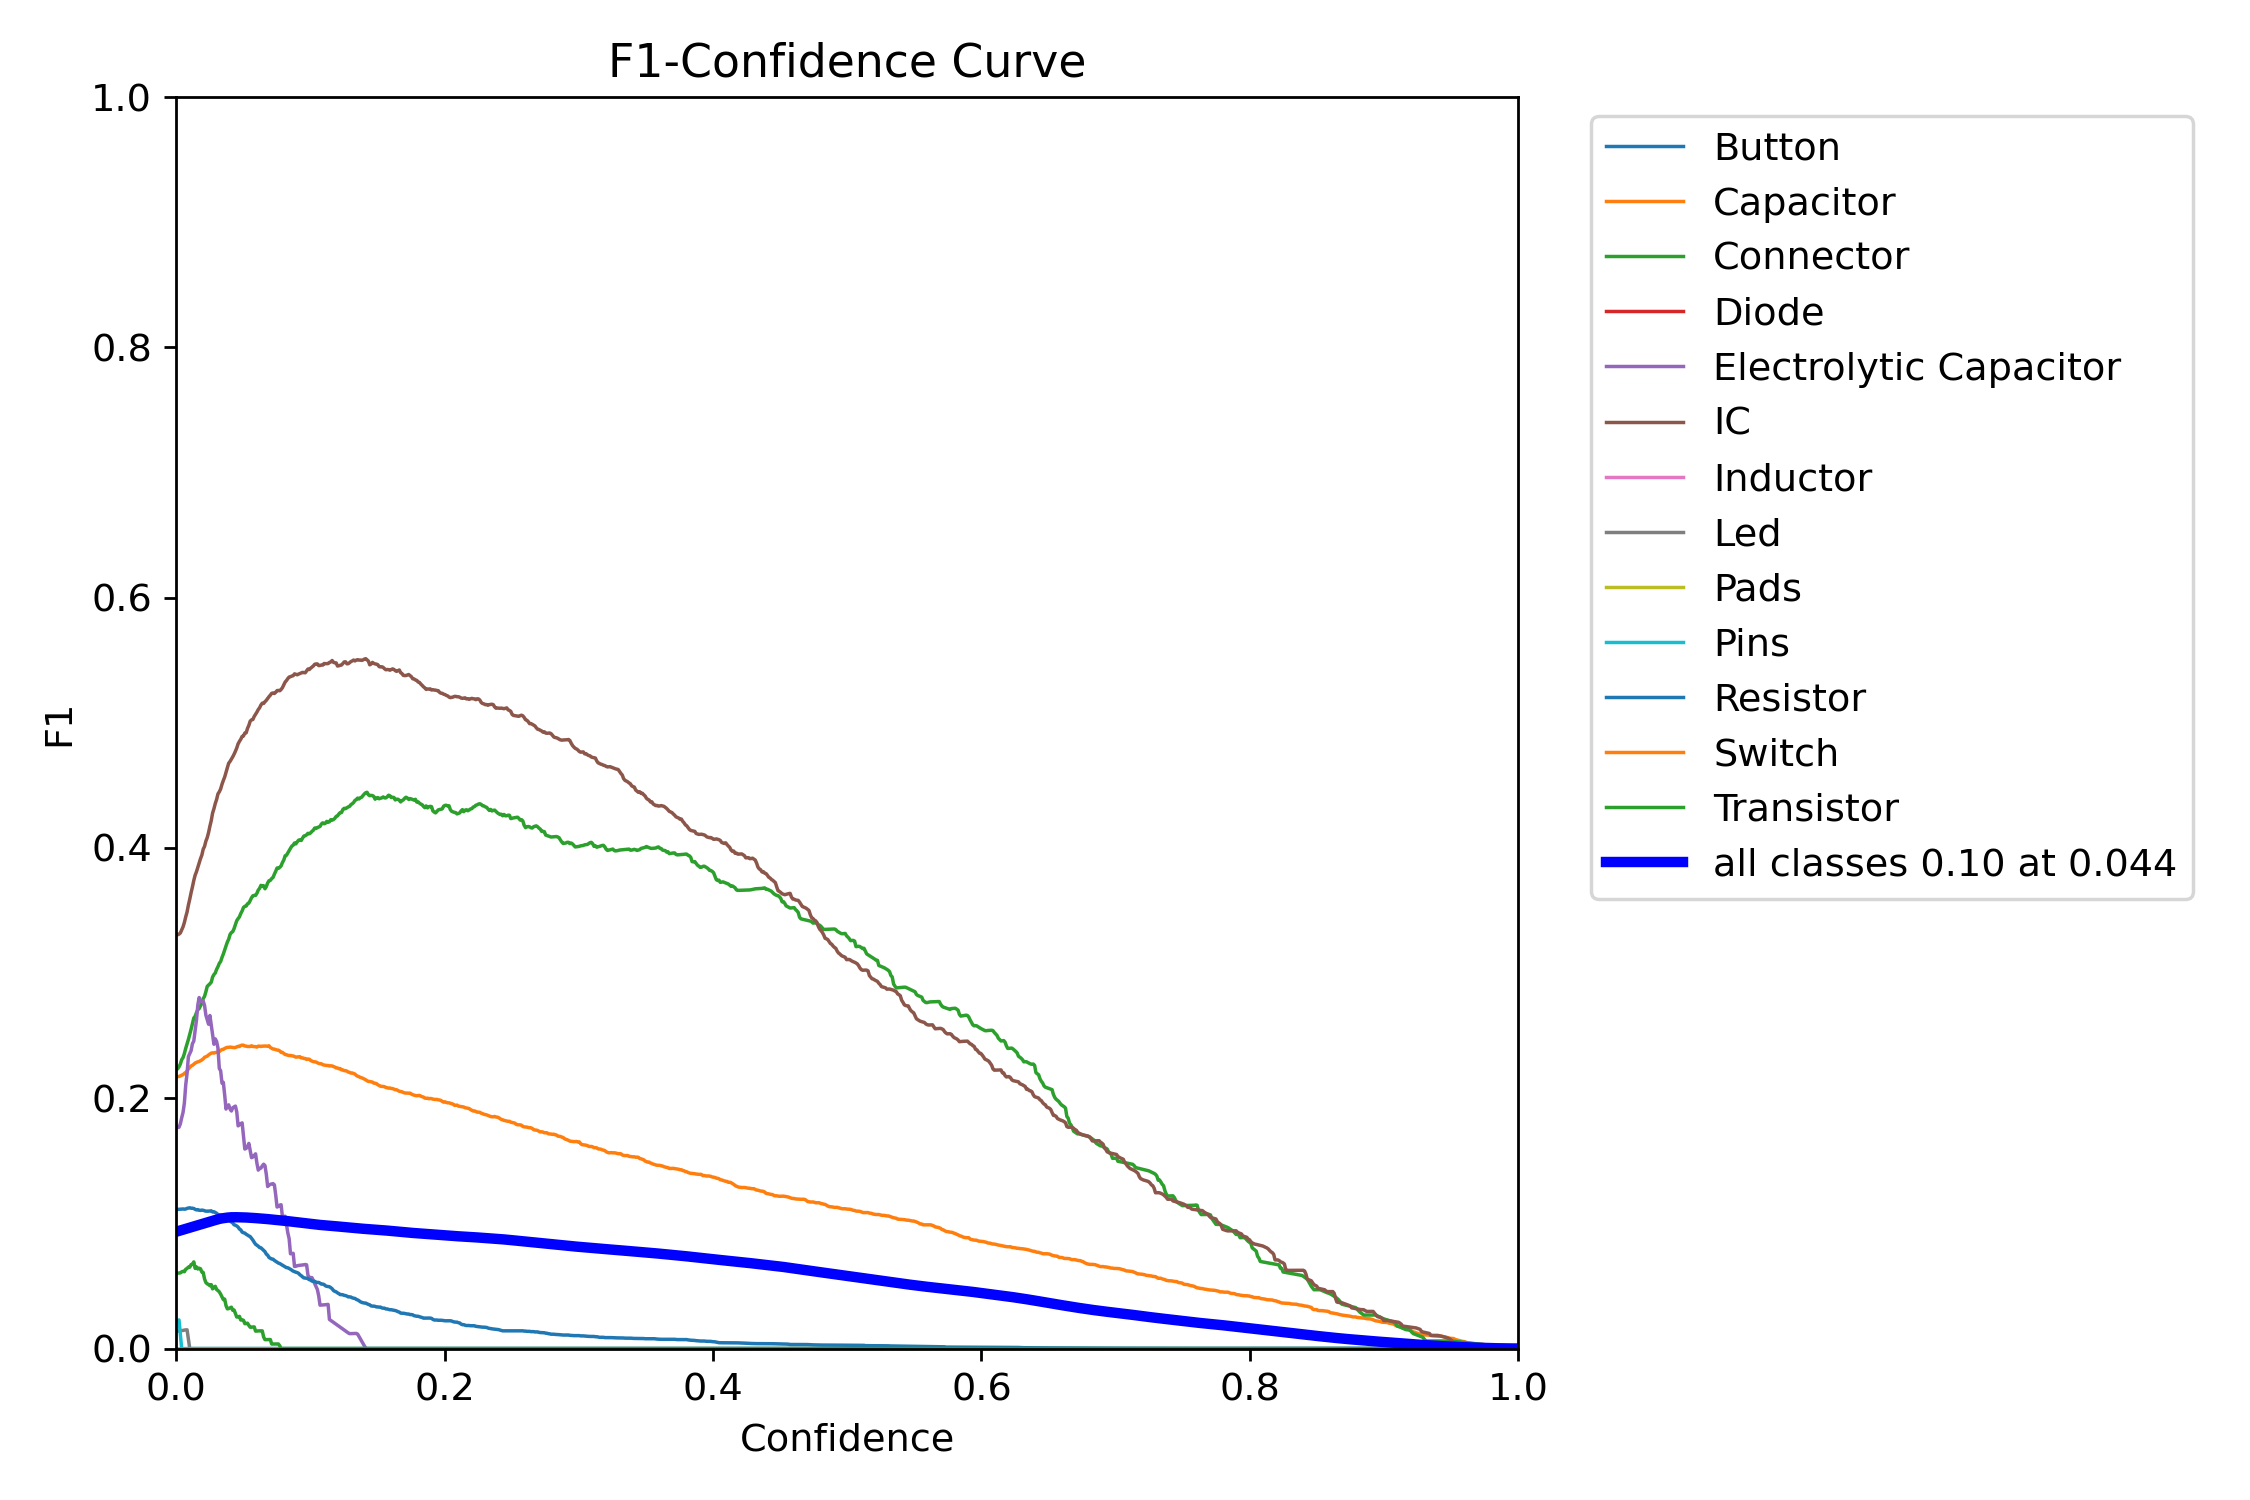 F1-Confidence Curve
1.0
0.8
0.6
0.4
0.2
0.0
F1
0.0 0.2 0.4 0.6 0.8 1.0
Confidence
Button
Capacitor
Connector
Diode
Electrolytic Capacitor
IC
Inductor
Led
Pads
Pins
Resistor
Switch
Transistor
all classes 0.10 at 0.044